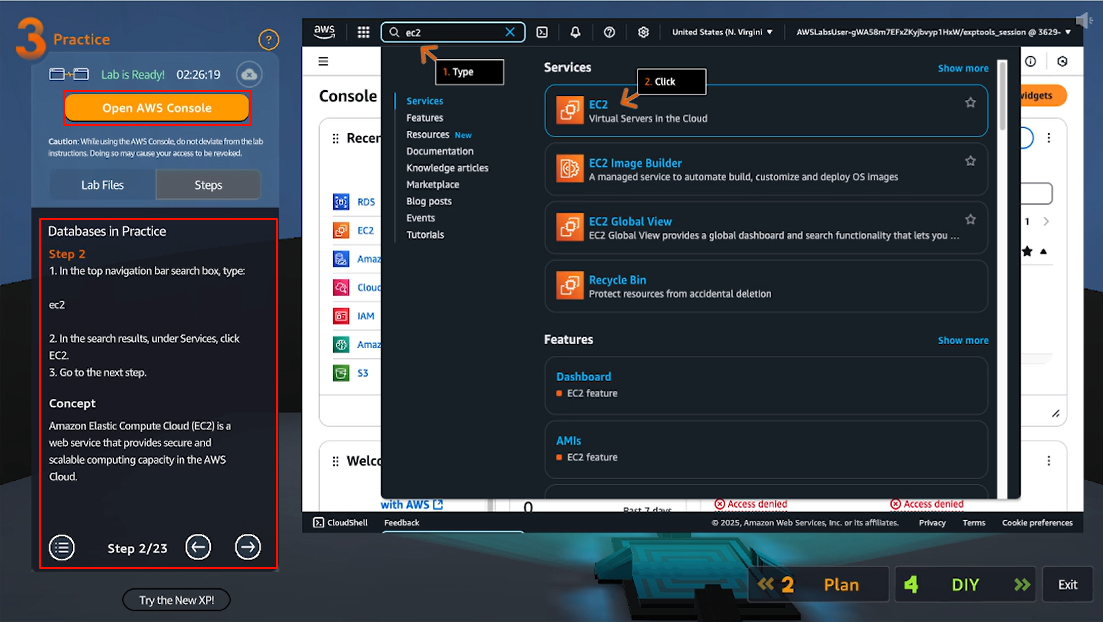 3 Practice
?
Lab is Ready! 02:26:19
Open AWS Console
Caution: While using the AWS Console, do not deviate from the lab
instructions. Doing so may cause your access to be revoked.
Lab Files
Steps
Databases in Practice
Step 2
1. In the top navigation bar search box, type:
ec2
2. In the search results, under Services, click
EC2.
3. Go to the next step.
Concept
Amazon Elastic Compute Cloud (EC2) is a
web service that provides secure and
scalable computing capacity in the AWS
Cloud.
Step 2/23
Try the New XP!
aws
ec2
United States (N. Virgini
AWSLabsUser-gWA58m7EFxZKyjbvyp1HxW/exptools_session @ 3629-
1. Type
2. Click
Console
widgets
Recen
RDS
EC2
Amaz
Cloud
IAM
Amaz
S3
1
Welco
with AWS
0
Past 7 days
Access denied
Access denied
Services
Features
Resources New
Documentation
Knowledge articles
Marketplace
Blog posts
Events
Tutorials
Services
Show more
EC2
Virtual Servers in the Cloud
EC2 Image Builder
A managed service to automate build, customize and deploy OS images
EC2 Global View
EC2 Global View provides a global dashboard and search functionality that lets you ...
Recycle Bin
Protect resources from accidental deletion
Features
Show more
Dashboard
EC2 feature
AMIs
EC2 feature
CloudShell
Feedback
© 2025, Amazon Web Services, Inc. or its affiliates.
Privacy
Terms
Cookie preferences
2 Plan
4 DIY
Exit